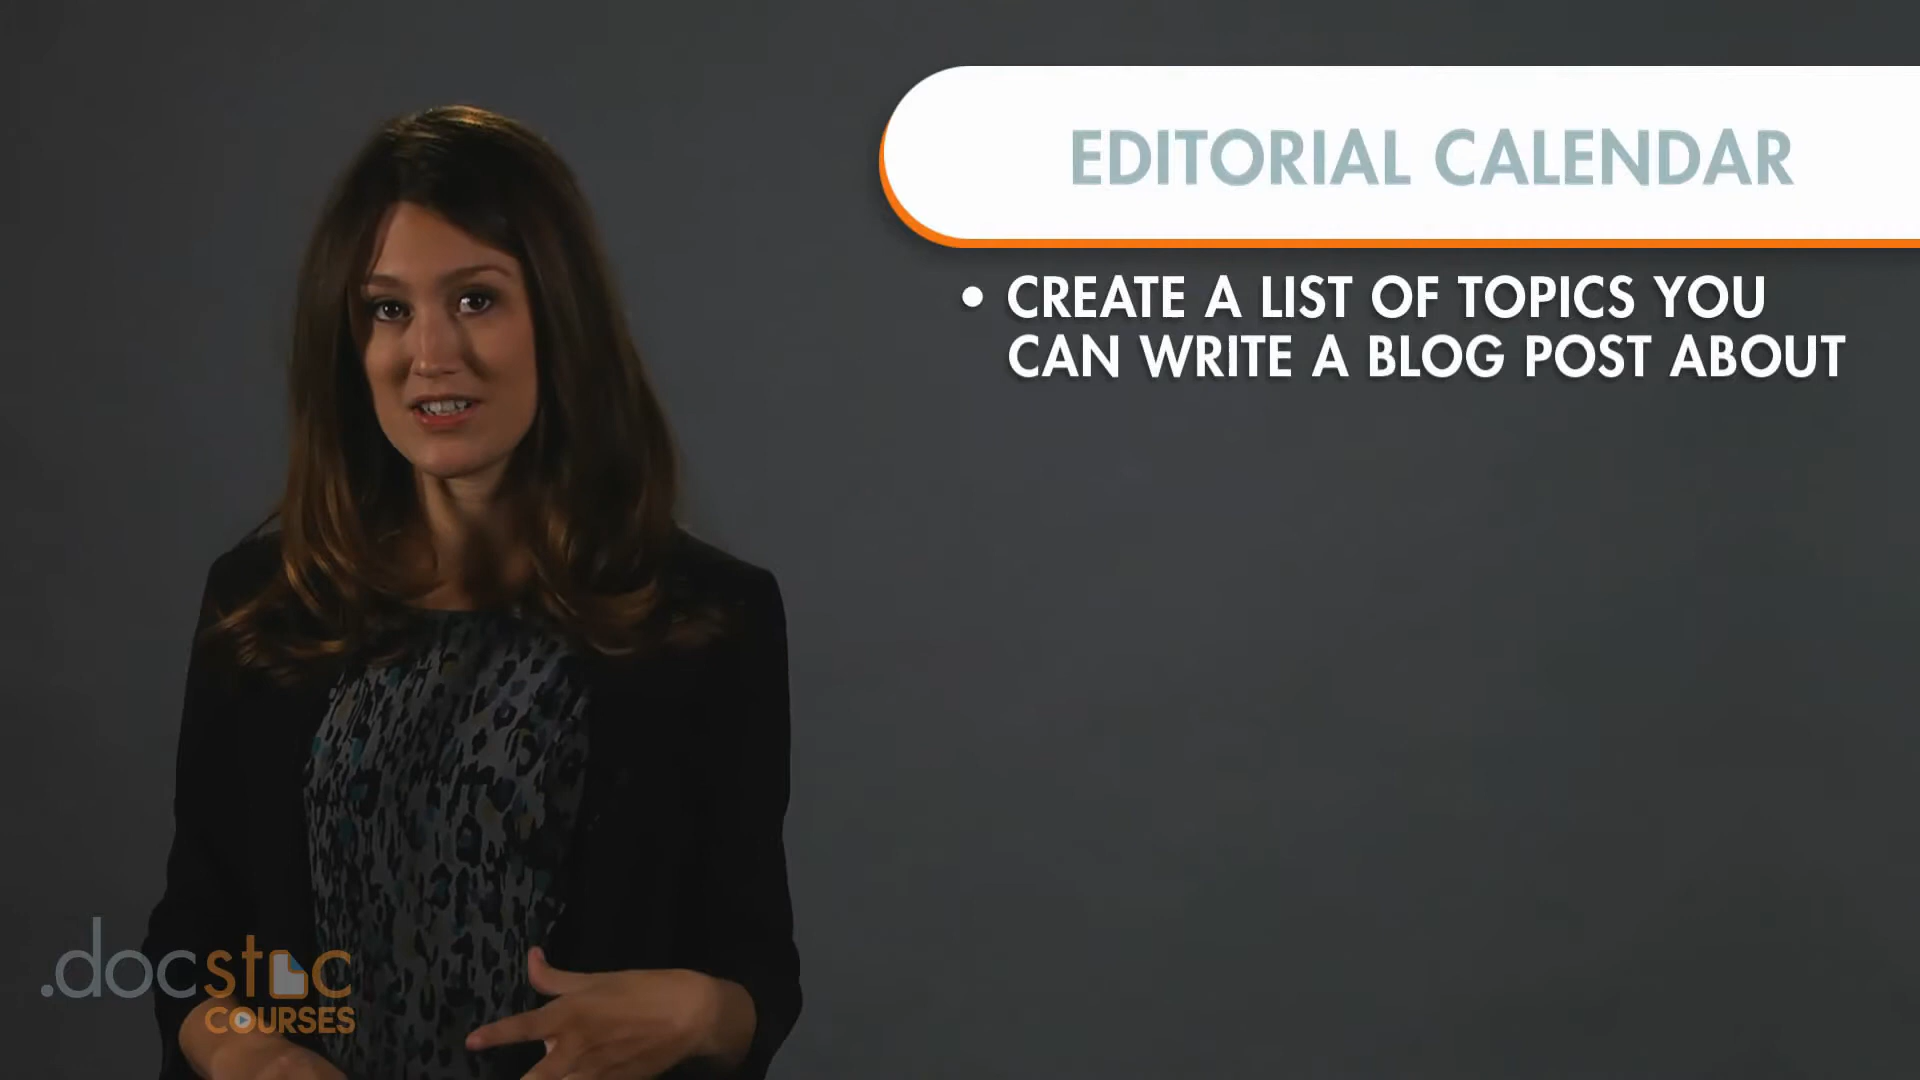 EDITORIAL CALENDAR
• CREATE A LIST OF TOPICS YOU
CAN WRITE A BLOG POST ABOUT
.docstoc
COURSES